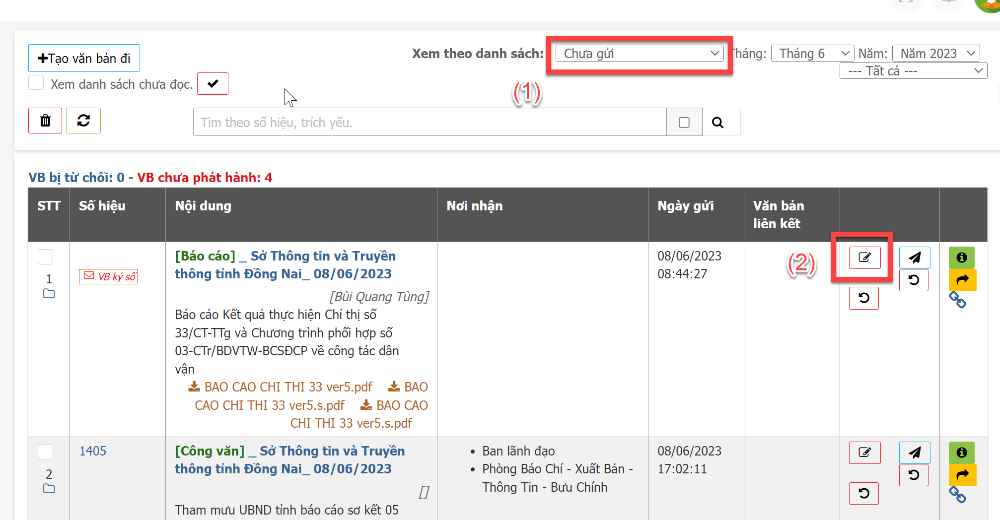 Tạo văn bản đi
Xem theo danh sách: Chưa gửi Tháng: Tháng 6 Năm: Năm 2023
--- Tất cả ---
Xem danh sách chưa đọc.
(1)
Tìm theo số hiệu, trích yếu.
VB bị từ chối: 0 - VB chưa phát hành: 4
STT Số hiệu Nội dung Nơi nhận Ngày gửi Văn bản
liên kết
1
VB ký số
[Báo cáo] _ Sở Thông tin và Truyền
thông tỉnh Đồng Nai_ 08/06/2023
[Bùi Quang Tùng]
Báo cáo Kết quả thực hiện Chỉ thị số
33/CT-TTg và Chương trình phối hợp số
03-CTr/BDVTW-BCSĐCP về công tác dân
vận
BAO CAO CHI THI 33 ver5.pdf BAO
CAO CHI THI 33 ver5.s.pdf BAO CAO
CHI THI 33 ver5.s.pdf
08/06/2023
08:44:27
(2)
2
1405
[Công văn] _ Sở Thông tin và Truyền
thông tỉnh Đồng Nai_ 08/06/2023
[]
Tham mưu UBND tỉnh báo cáo sơ kết 05
Ban lãnh đạo
Phòng Báo Chí - Xuất Bản -
Thông Tin - Bưu Chính
08/06/2023
17:02:11